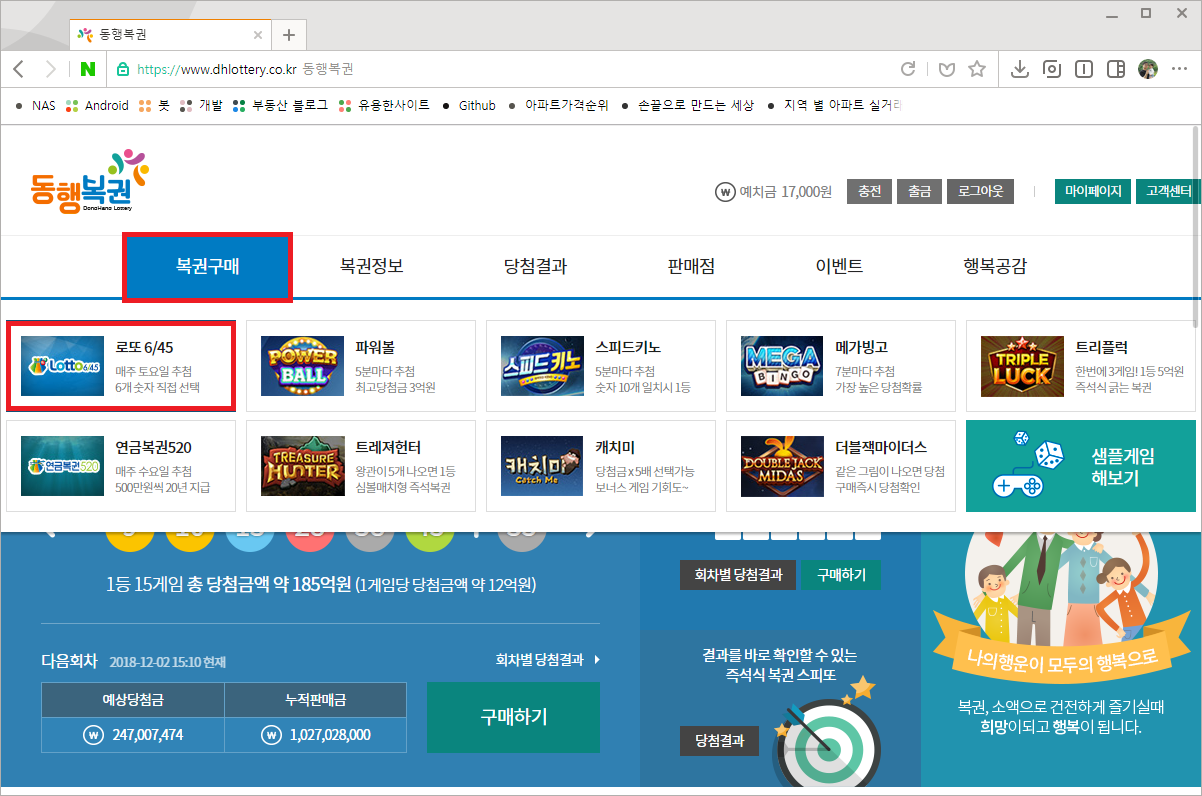 동행복권
https://www.dhlottery.co.kr 동행복권
NAS Android 봇 개발 부동산 블로그 유용한사이트 Github 아파트가격순위 손끝으로 만드는 세상 지역 별 아파트 실거래
동행복권
DongHang Lottery
예치금 17,000원 충전 출금 로그아웃 마이페이지 고객센터
복권구매 복권정보 당첨결과 판매점 이벤트 행복공감
Lotto 6/45
로또 6/45
매주 토요일 추첨
6개 숫자 직접 선택
POWER BALL
파워볼
5분마다 추첨
최고당첨금 3억원
스피드키노
스피드키노
5분마다 추첨
숫자 10개 일치시 1등
MEGA BINGO
메가빙고
7분마다 추첨
가장 높은 당첨확률
TRIPLE LUCK
트리플럭
한번에 3게임! 1등 5억원
즉석식 긁는 복권
연금복권520
연금복권520
매주 수요일 추첨
500만원씩 20년 지급
TREASURE HUNTER
트레져헌터
왕관이 5개 나오면 1등
심볼매치형 즉석복권
캐치미
Catch Me
캐치미
당첨금 x 5배 선택가능
보너스 게임 기회도~
DOUBLE JACK MIDAS
더블잭마이더스
같은 그림이 나오면 당첨
구매즉시 당첨확인
샘플게임
해보기
1등 15게임 총 당첨금액 약 185억원 (1게임당 당첨금액 약 12억원)
다음회차 2018-12-02 15:10 현재
회차별 당첨결과
예상당첨금 누적판매금
247,007,474 1,027,028,000
구매하기
회차별 당첨결과 구매하기
결과를 바로 확인할 수 있는
즉석식 복권 스피또
당첨결과
나의행운이 모두의 행복으로
복권, 소액으로 건전하게 즐기실때
희망이되고 행복이 됩니다.